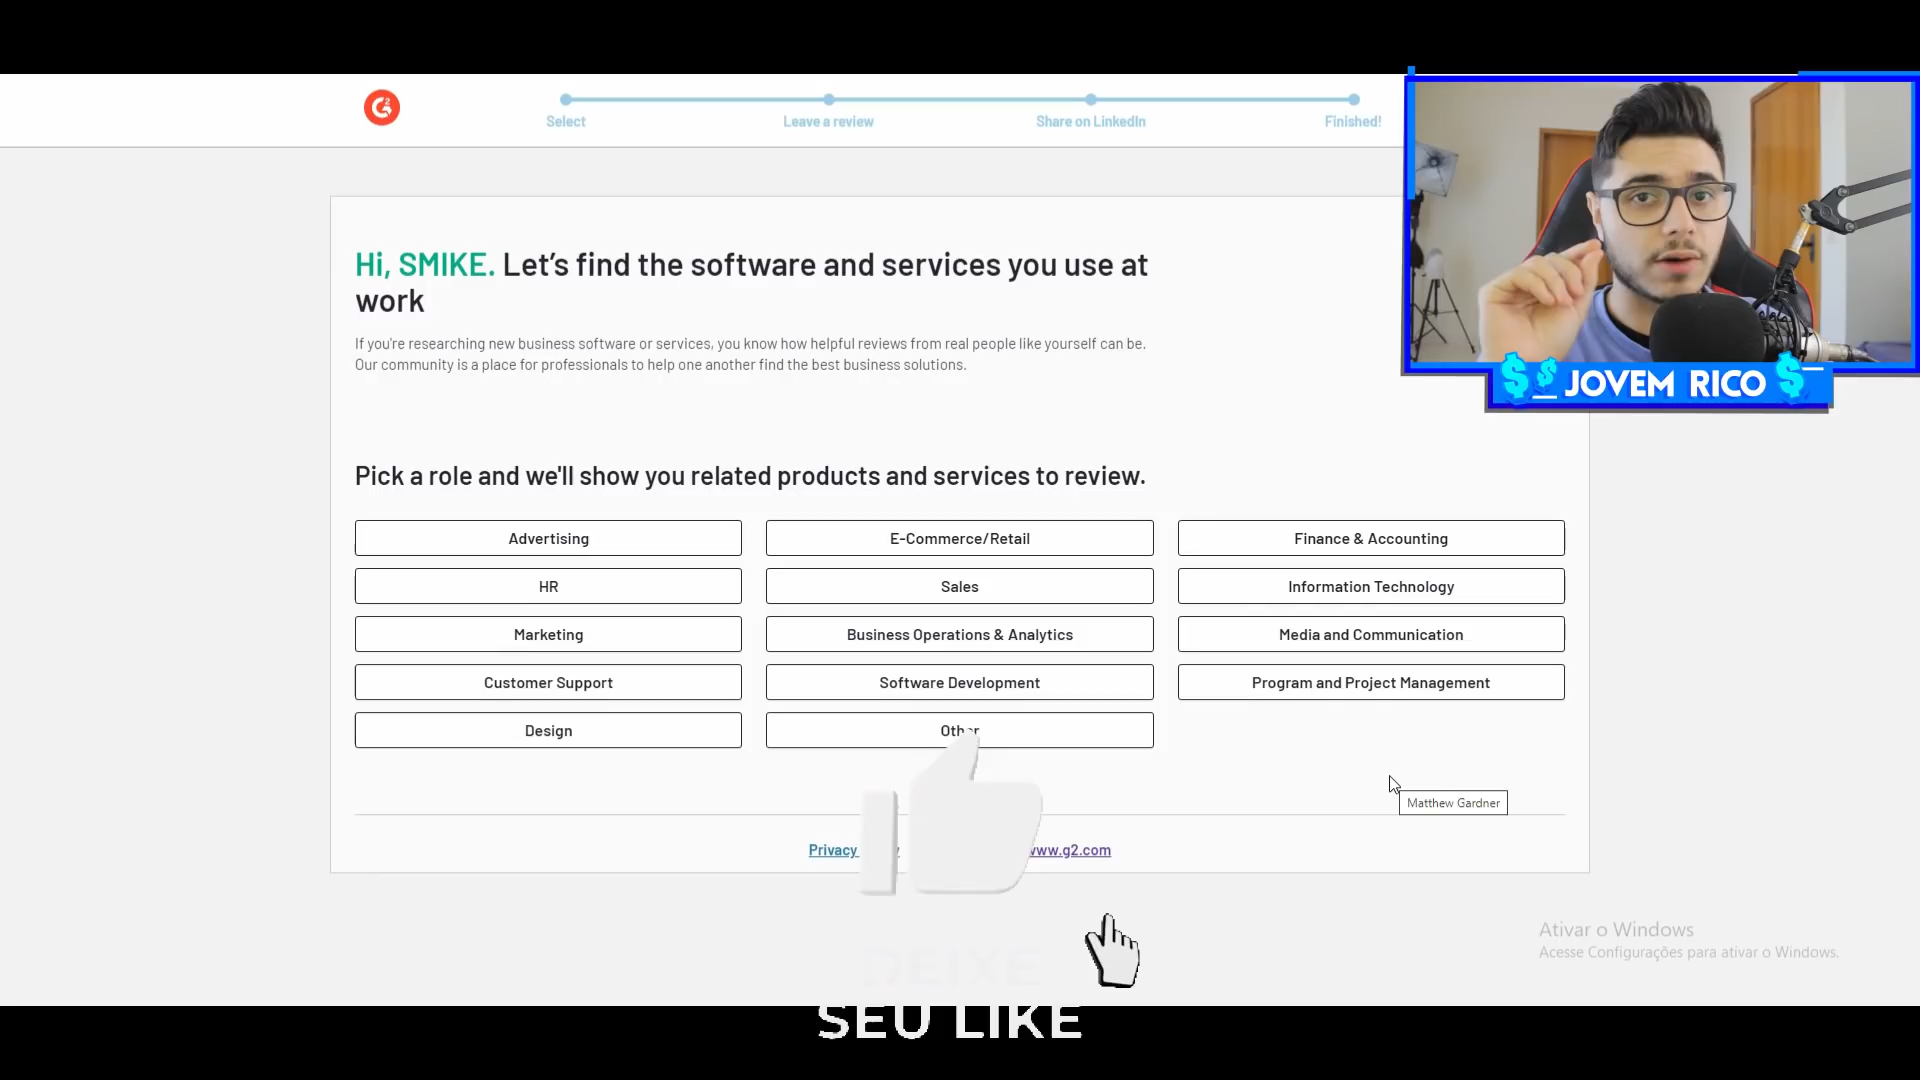 Select
Leave a review
Share on LinkedIn
Finished!
Hi, SMIKE. Let’s find the software and services you use at
work
If you're researching new business software or services, you know how helpful reviews from real people like yourself can be.
Our community is a place for professionals to help one another find the best business solutions.
$ $ JOVEM RICO $
Pick a role and we'll show you related products and services to review.
Advertising
E-Commerce/Retail
Finance & Accounting
HR
Sales
Information Technology
Marketing
Business Operations & Analytics
Media and Communication
Customer Support
Software Development
Program and Project Management
Design
Other
Matthew Gardner
Privacy
www.g2.com
Ativar o Windows
Acesse Configurações para ativar o Windows.
DEIXE
SEU LIKE